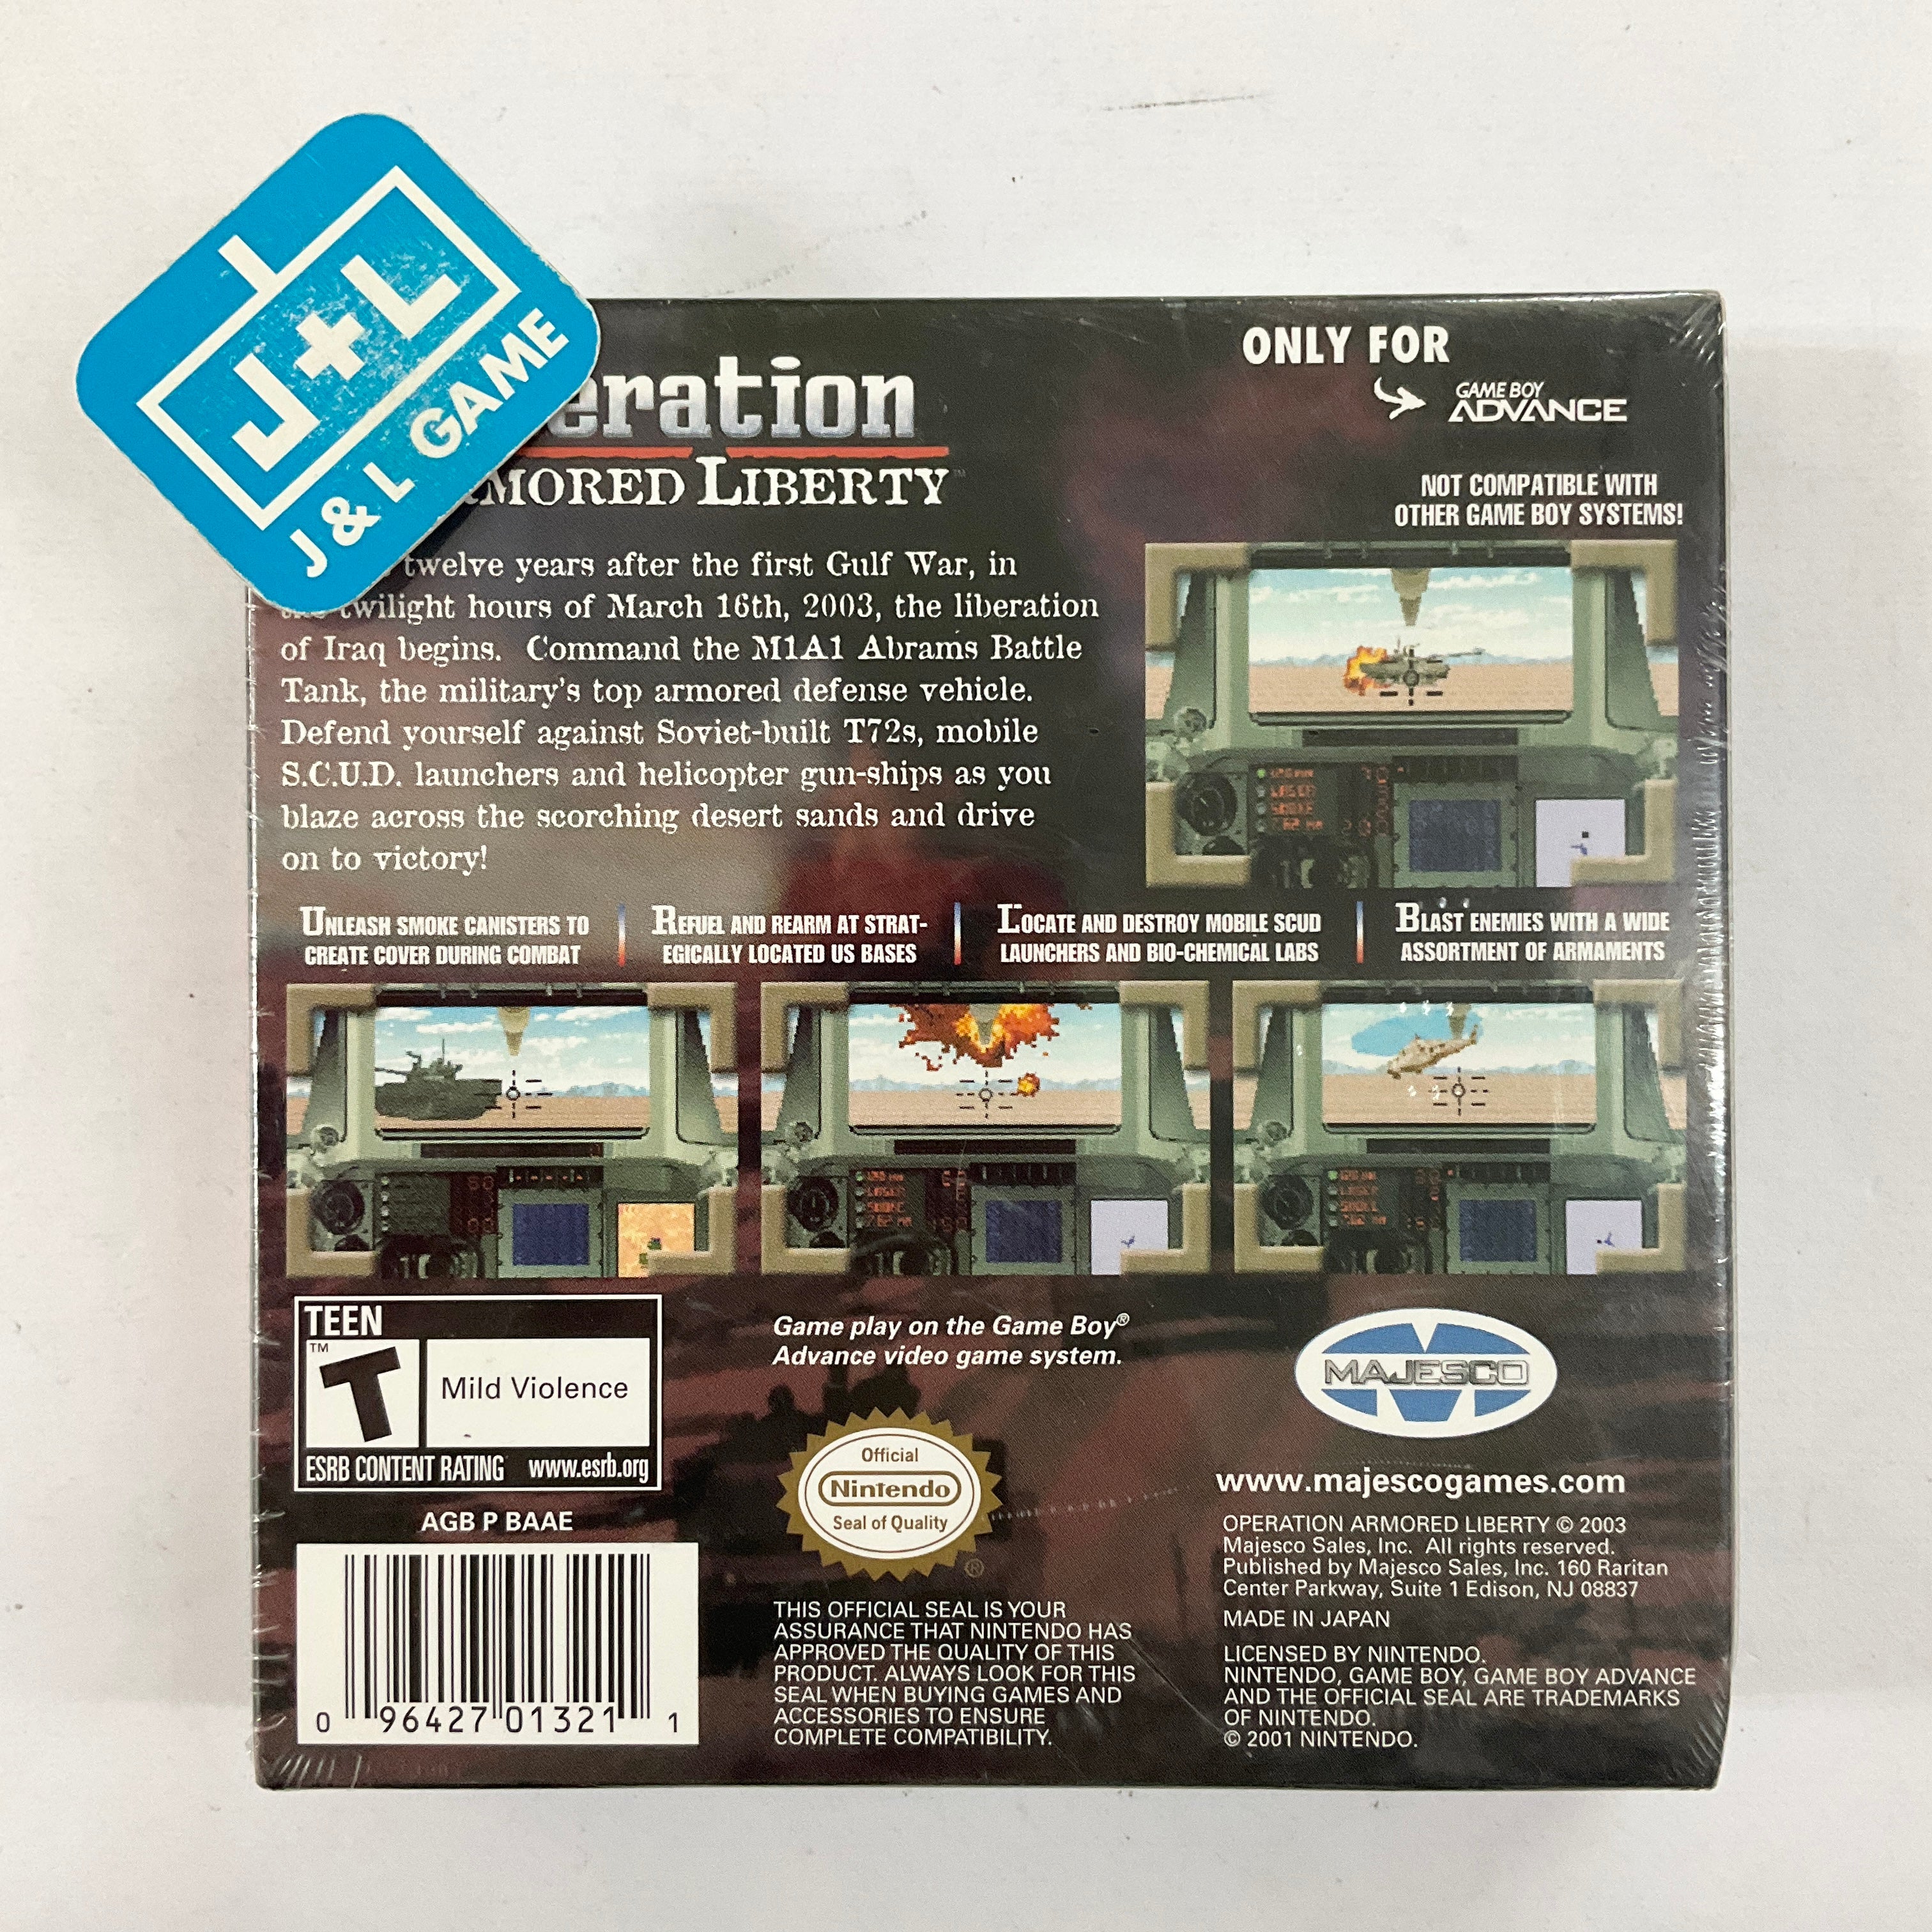 J+L
J & L GAME
eration
RMORED LIBERTY™
twelve years after the first Gulf War, in
the twilight hours of March 16th, 2003, the liberation
of Iraq begins. Command the M1A1 Abrams Battle
Tank, the military's top armored defense vehicle.
Defend yourself against Soviet-built T72s, mobile
S.C.U.D. launchers and helicopter gun-ships as you
blaze across the scorching desert sands and drive
on to victory!
ONLY FOR
GAME BOY
ADVANCE
NOT COMPATIBLE WITH
OTHER GAME BOY SYSTEMS!
UNLEASH SMOKE CANISTERS TO
CREATE COVER DURING COMBAT
REFUEL AND REARM AT STRAT-
EGICALLY LOCATED US BASES
LOCATE AND DESTROY MOBILE SCUD
LAUNCHERS AND BIO-CHEMICAL LABS
BLAST ENEMIES WITH A WIDE
ASSORTMENT OF ARMAMENTS
TEEN
T™
Mild Violence
ESRB CONTENT RATING www.esrb.org
AGB P BAAE
0 96427 01321 1
Game play on the Game Boy®
Advance video game system.
Official
Nintendo
Seal of Quality
®
THIS OFFICIAL SEAL IS YOUR
ASSURANCE THAT NINTENDO HAS
APPROVED THE QUALITY OF THIS
PRODUCT. ALWAYS LOOK FOR THIS
SEAL WHEN BUYING GAMES AND
ACCESSORIES TO ENSURE
COMPLETE COMPATIBILITY.
MAJESCO
www.majescogames.com
OPERATION ARMORED LIBERTY © 2003
Majesco Sales, Inc. All rights reserved.
Published by Majesco Sales, Inc. 160 Raritan
Center Parkway, Suite 1 Edison, NJ 08837
MADE IN JAPAN
LICENSED BY NINTENDO.
NINTENDO, GAME BOY, GAME BOY ADVANCE
AND THE OFFICIAL SEAL ARE TRADEMARKS
OF NINTENDO.
© 2001 NINTENDO.